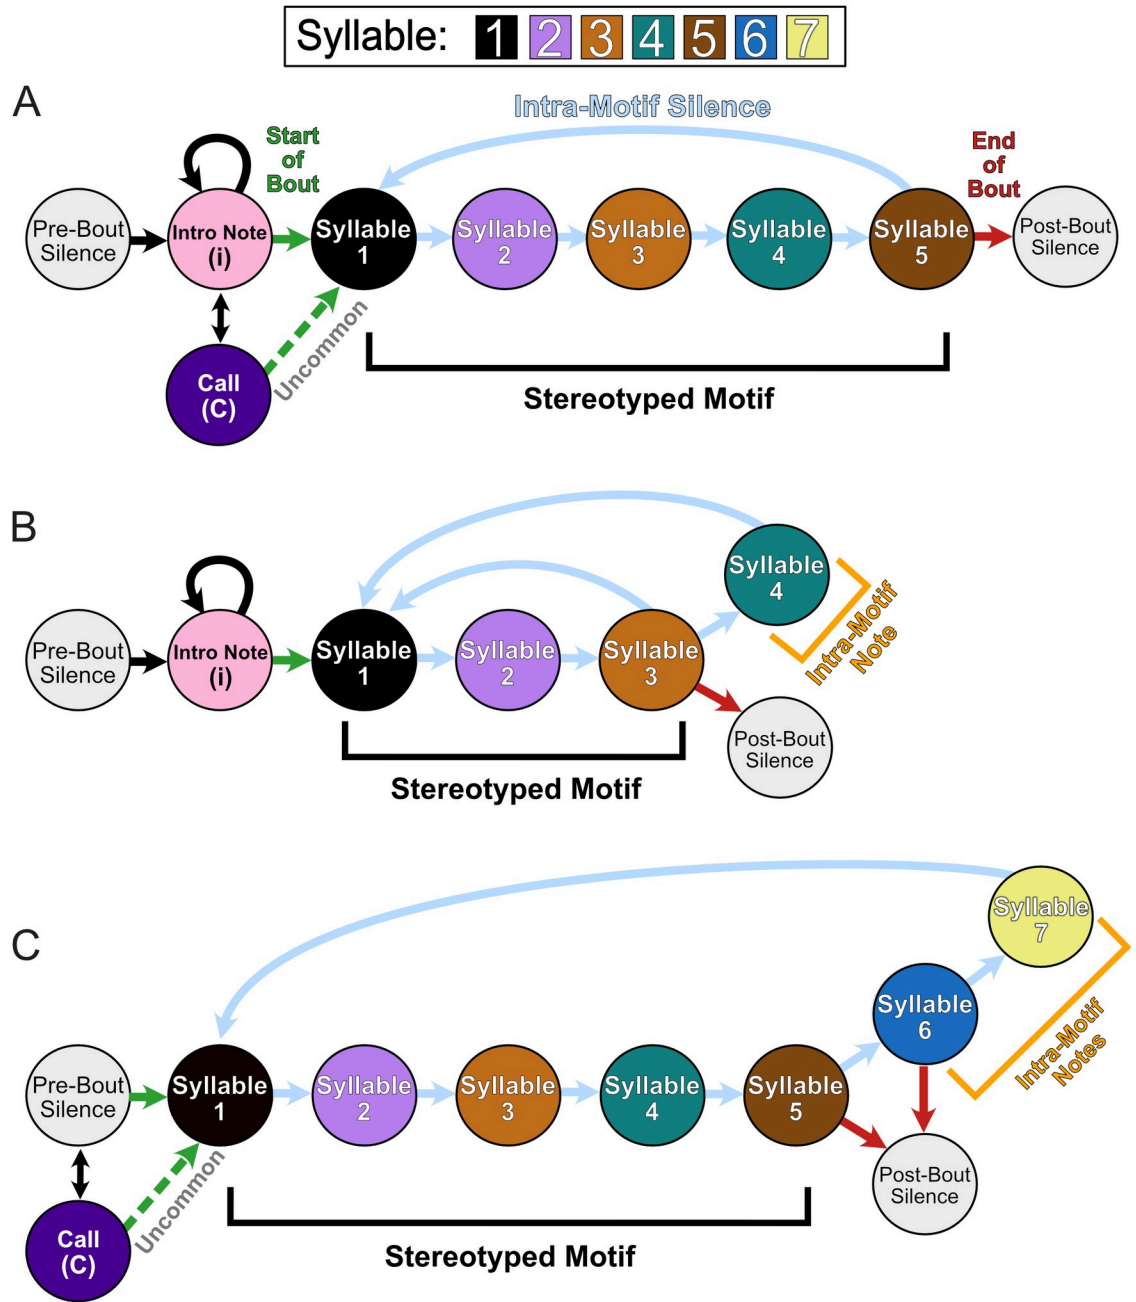 Syllable: 1 2 3 4 5 6 7
A
Intra-Motif Silence
Start
of
Bout
End
of
Bout
Pre-Bout
Silence
Intro Note
(i)
Syllable
1
Syllable
2
Syllable
3
Syllable
4
Syllable
5
Post-Bout
Silence
Call
(C)
Uncommon
Stereotyped Motif
B
Syllable
4
Intra-Motif
Note
Pre-Bout
Silence
Intro Note
(i)
Syllable
1
Syllable
2
Syllable
3
Post-Bout
Silence
Stereotyped Motif
C
Syllable
7
Syllable
6
Intra-Motif
Notes
Pre-Bout
Silence
Syllable
1
Syllable
2
Syllable
3
Syllable
4
Syllable
5
Post-Bout
Silence
Call
(C)
Uncommon
Stereotyped Motif